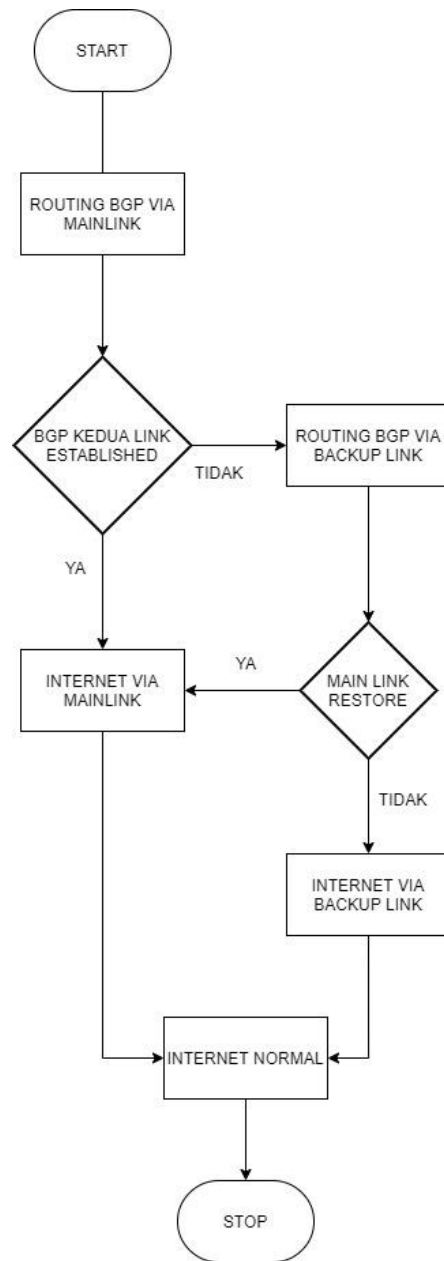 START
ROUTING BGP VIA
MAINLINK
BGP KEDUA LINK
ESTABLISHED
TIDAK
ROUTING BGP VIA
BACKUP LINK
YA
INTERNET VIA
MAINLINK
YA
MAIN LINK
RESTORE
TIDAK
INTERNET VIA
BACKUP LINK
INTERNET NORMAL
STOP